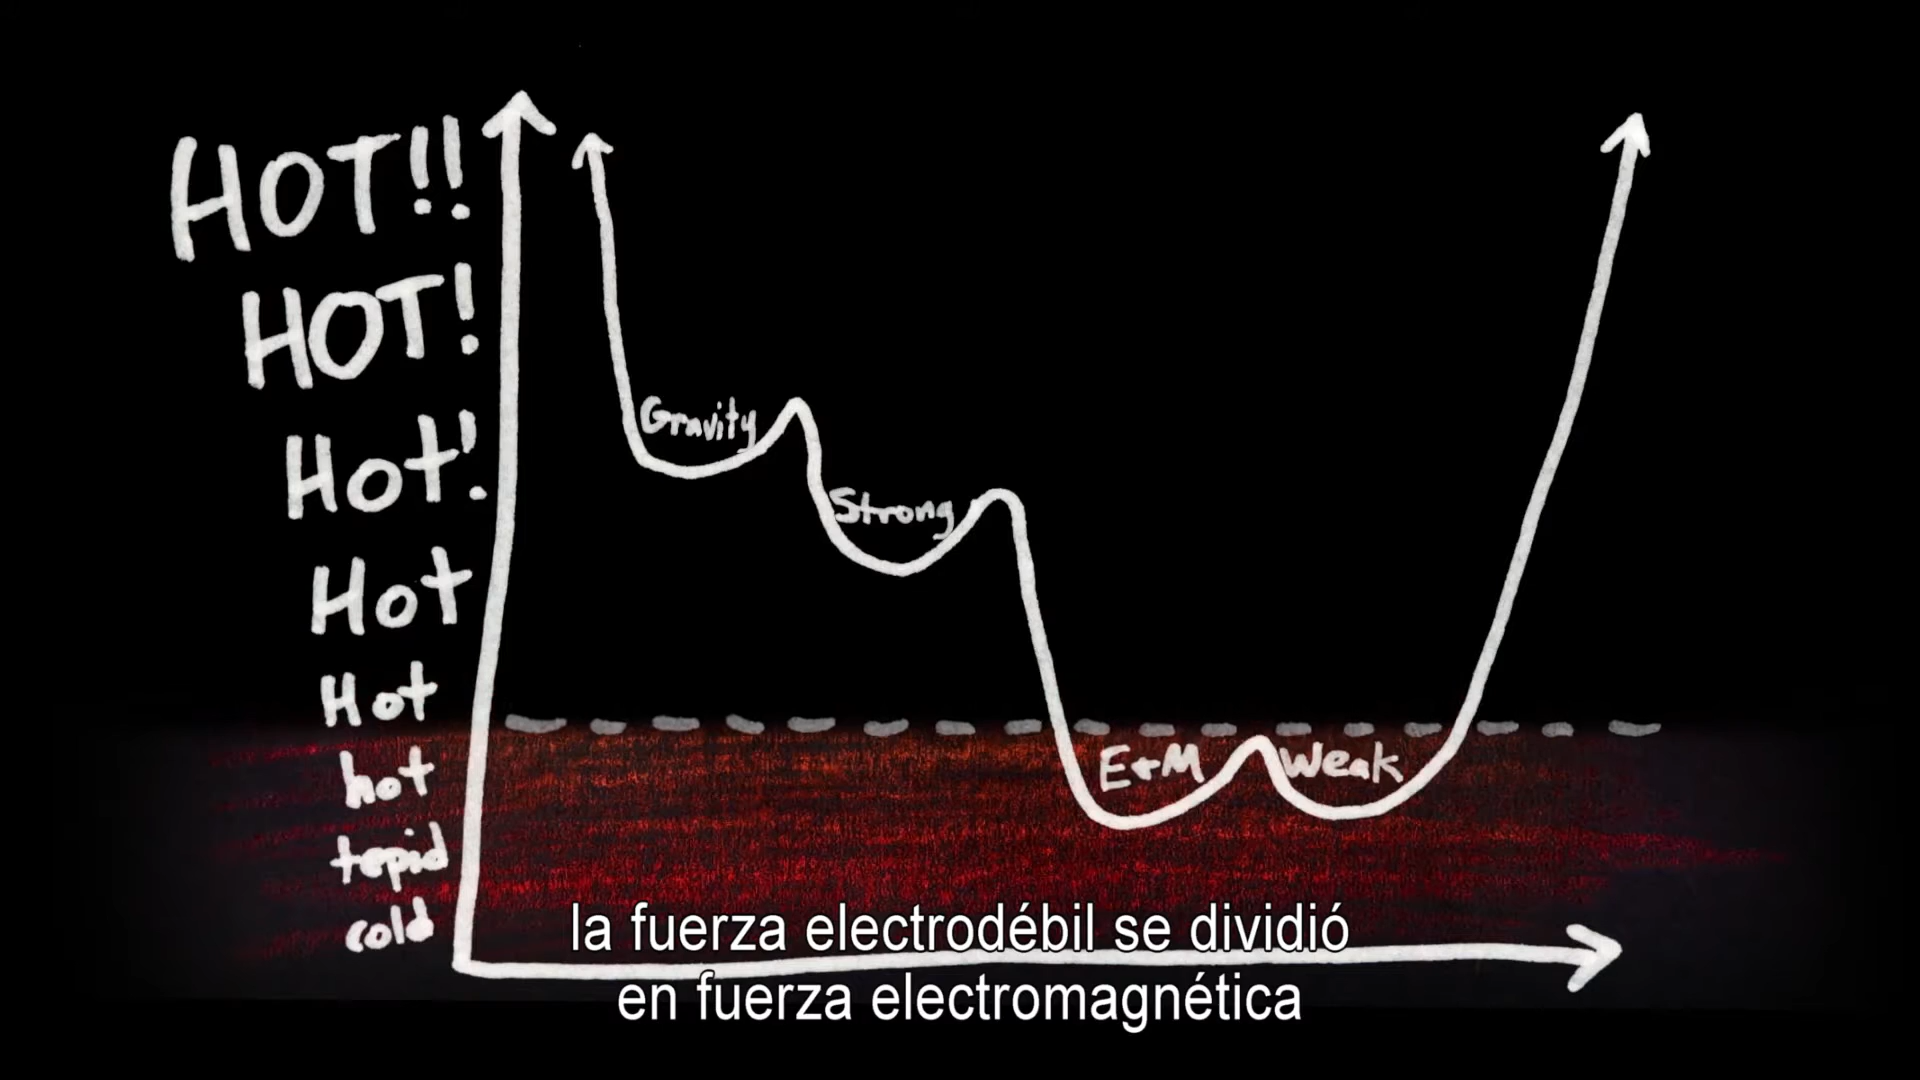 HOT!!
HOT!
Hot!
Hot
Hot
hot
tepid
cold
Gravity
Strong
E+M
Weak
la fuerza electrodébil se dividió
en fuerza electromagnética